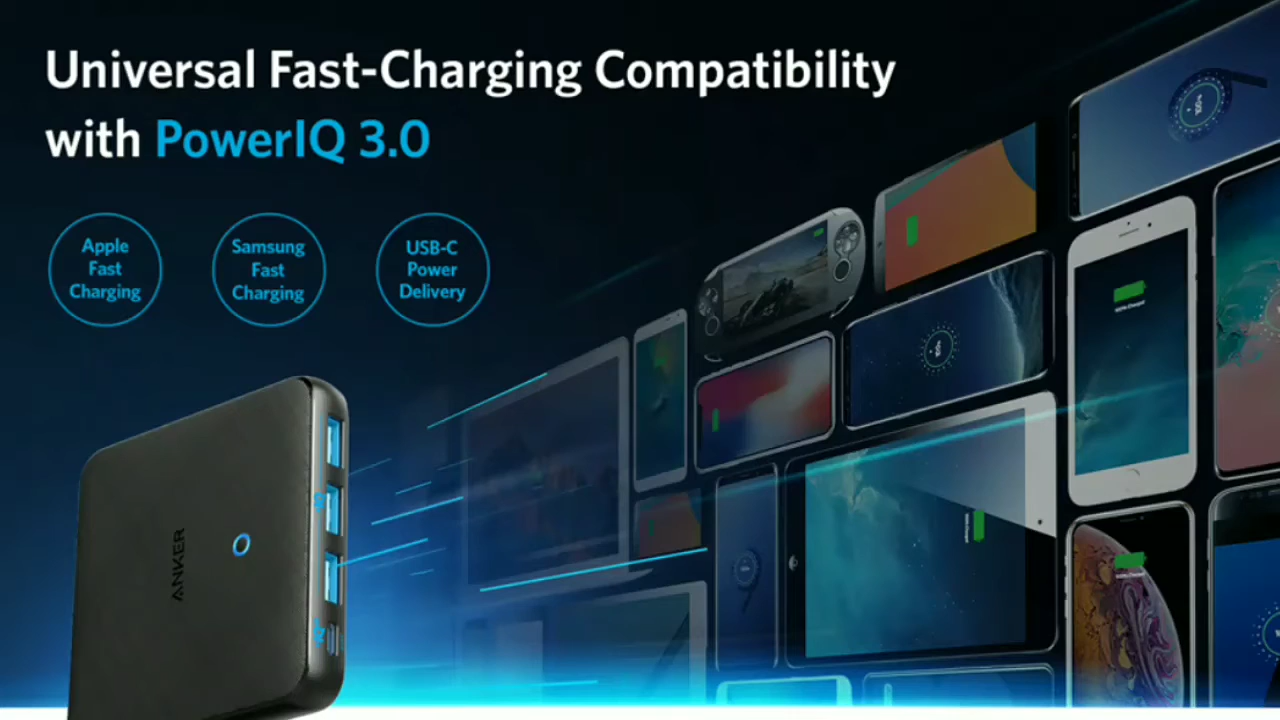 Universal Fast-Charging Compatibility
with PowerIQ 3.0
Apple
Fast
Charging
Samsung
Fast
Charging
USB-C
Power
Delivery
ANKER